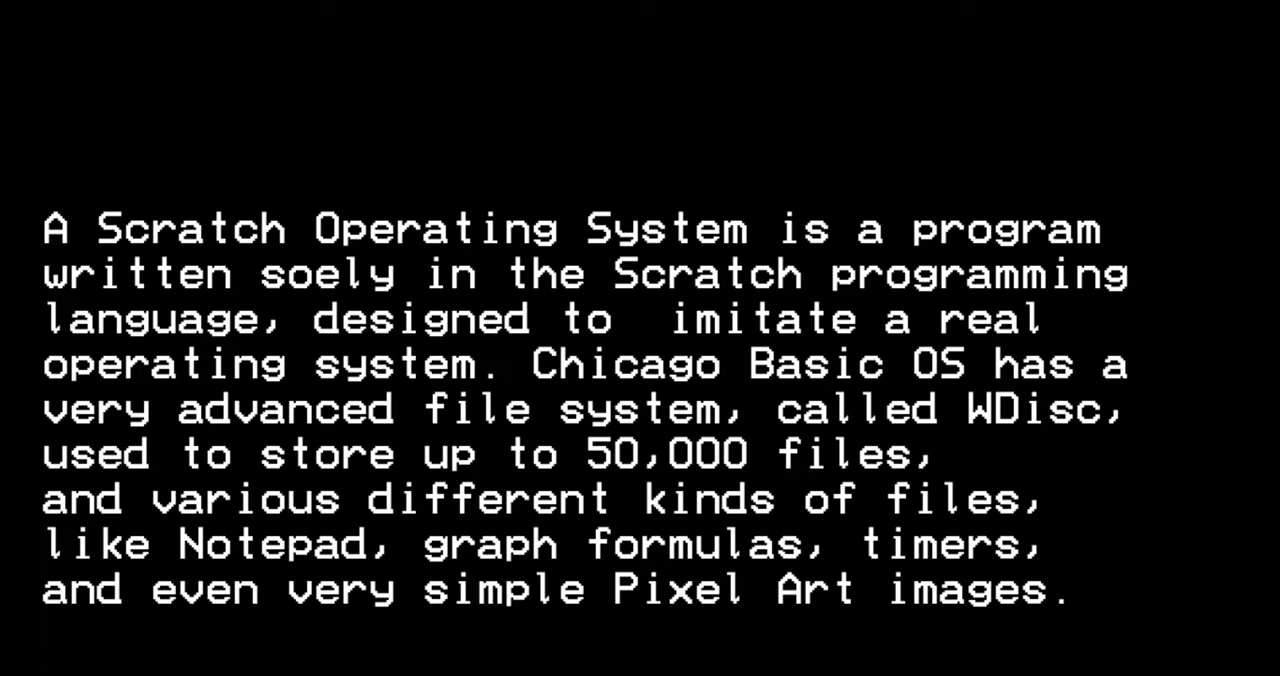 A Scratch Operating System is a program
written soely in the Scratch programming
language, designed to  imitate a real
operating system. Chicago Basic OS has a
very advanced file system, called WDisc,
used to store up to 50,000 files,
and various different kinds of files,
like Notepad, graph formulas, timers,
and even very simple Pixel Art images.